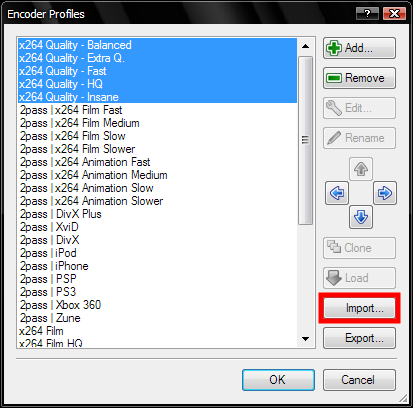 Encoder Profiles
x264 Quality - Balanced
x264 Quality - Extra Q.
x264 Quality - Fast
x264 Quality - HQ
x264 Quality - Insane
2pass | x264 Film Fast
2pass | x264 Film Medium
2pass | x264 Film Slow
2pass | x264 Film Slower
2pass | x264 Animation Fast
2pass | x264 Animation Medium
2pass | x264 Animation Slow
2pass | x264 Animation Slower
2pass | DivX Plus
2pass | XviD
2pass | DivX
2pass | iPod
2pass | iPhone
2pass | PSP
2pass | PS3
2pass | Xbox 360
2pass | Zune
x264 Film
x264 Film HQ
Add...
Remove
Edit...
Rename
Clone
Load
Import...
Export...
OK
Cancel